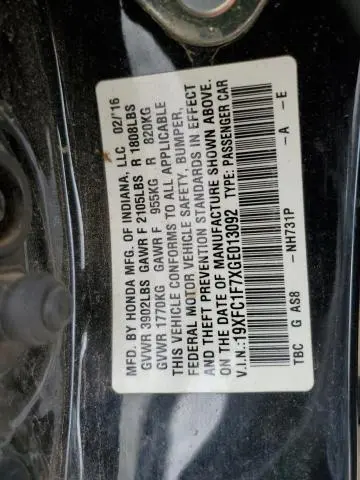 MFD. BY HONDA MFG. OF INDIANA, LLC 02/'16
GVWR 3902LBS GAWR F 2105LBS R 1808LBS
GVWR 1770KG GAWR F 955KG R 820KG
THIS VEHICLE CONFORMS TO ALL APPLICABLE
FEDERAL MOTOR VEHICLE SAFETY, BUMPER,
AND THEFT PREVENTION STANDARDS IN EFFECT
ON THE DATE OF MANUFACTURE SHOWN ABOVE.
V.I.N.:19XFC1F7XGE013092 TYPE: PASSENGER CAR
TBC G AS8 -NH731P -A -E